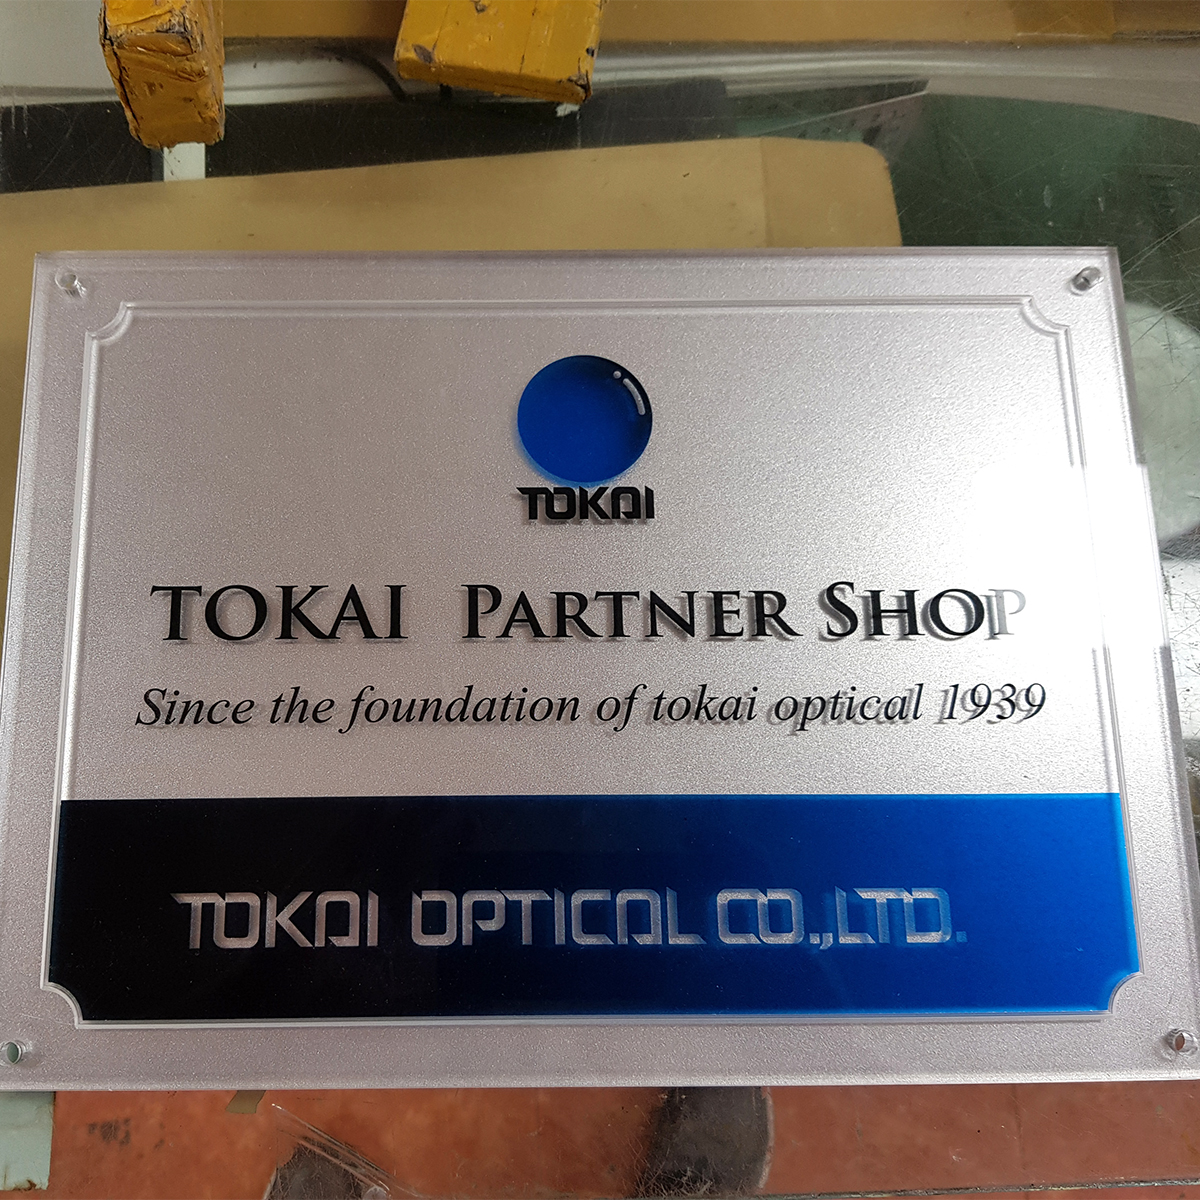 TOKAI
TOKAI PARTNER SHOP
Since the foundation of tokai optical 1939
TOKAI OPTICAL CO.,LTD.